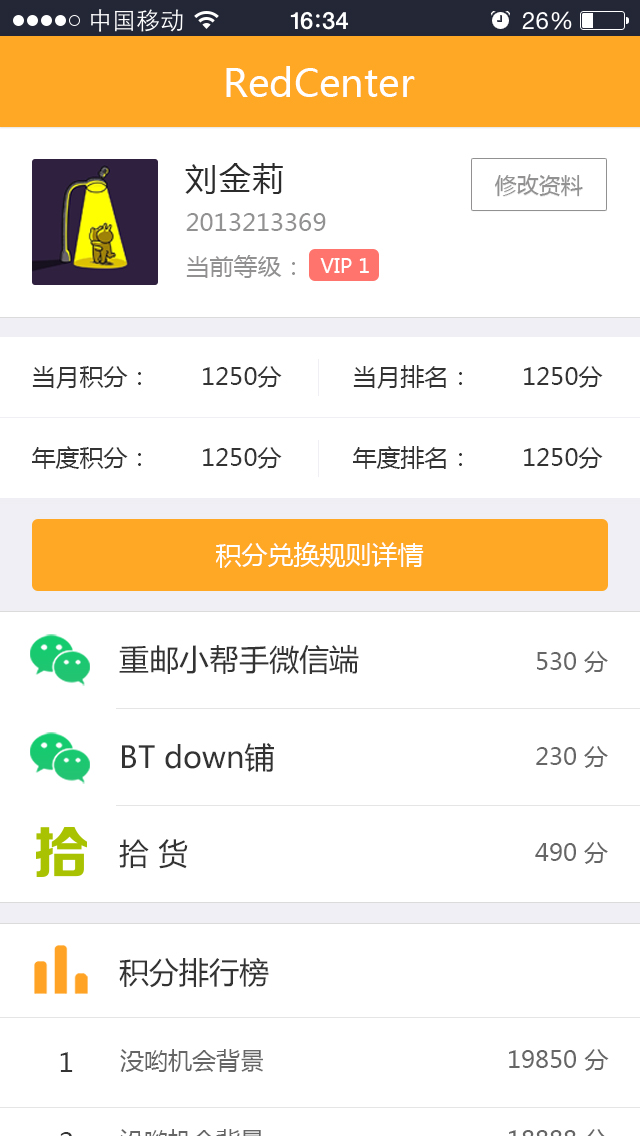 中国移动 16:34 26%
RedCenter
刘金莉
修改资料
2013213369
当前等级： VIP 1
当月积分： 1250分 当月排名： 1250分
年度积分： 1250分 年度排名： 1250分
积分兑换规则详情
重邮小帮手微信端 530 分
BT down铺 230 分
拾 拾 货 490 分
积分排行榜
1 没哟机会背景 19850 分